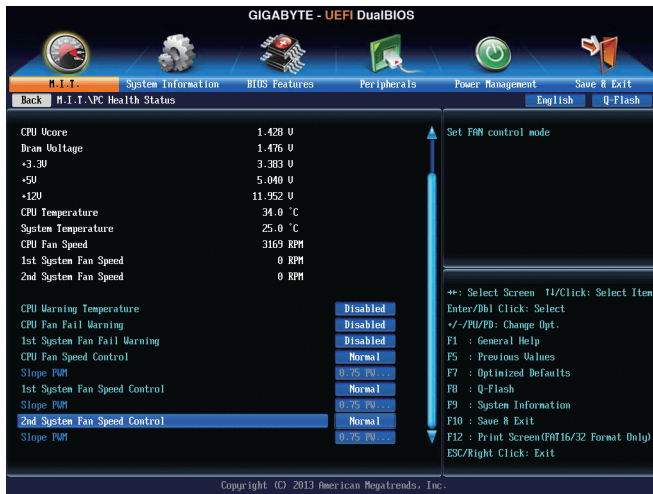 GIGABYTE - UEFI DualBIOS
M.I.T. System Information BIOS Features Peripherals Power Management Save & Exit
Back M.I.T.\PC Health Status English Q-Flash
CPU Vcore 1.428 V
Dram Voltage 1.476 V
+3.3V 3.383 V
+5V 5.040 V
+12V 11.952 V
CPU Temperature 34.0 °C
System Temperature 25.0 °C
CPU Fan Speed 3169 RPM
1st System Fan Speed 0 RPM
2nd System Fan Speed 0 RPM
CPU Warning Temperature Disabled
CPU Fan Fail Warning Disabled
1st System Fan Fail Warning Disabled
CPU Fan Speed Control Normal
Slope PWM 0.75 PW...
1st System Fan Speed Control Normal
Slope PWM 0.75 PW...
2nd System Fan Speed Control Normal
Slope PWM 0.75 PW...
Set FAN control mode
→←: Select Screen ↑↓/Click: Select Item
Enter/Dbl Click: Select
+/-/PU/PD: Change Opt.
F1 : General Help
F5 : Previous Values
F7 : Optimized Defaults
F8 : Q-Flash
F9 : System Information
F10 : Save & Exit
F12 : Print Screen(FAT16/32 Format Only)
ESC/Right Click: Exit
Copyright (C) 2013 American Megatrends, Inc.